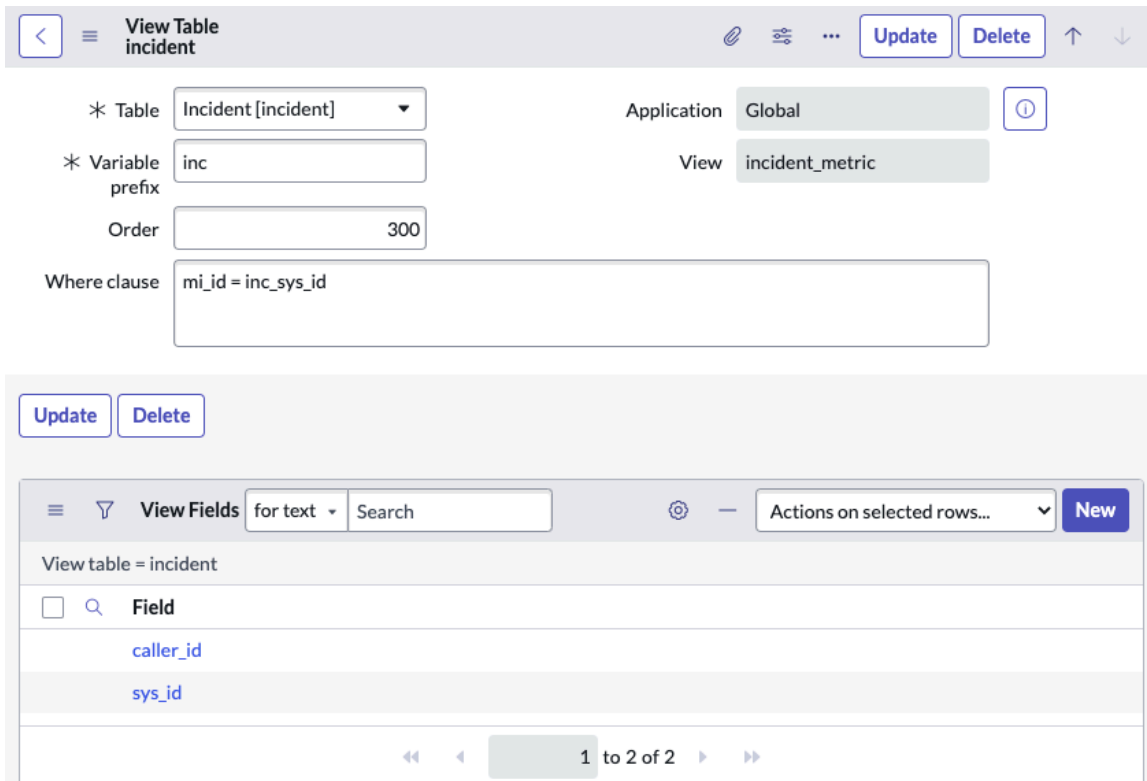 View Table
incident
Update
Delete
Table
Incident [incident]
Application
Global
Variable
prefix
inc
View
incident_metric
Order
300
Where clause
mi_id = inc_sys_id
Update
Delete
View Fields
for text
Search
Actions on selected rows...
New
View table = incident
Field
caller_id
sys_id
1 to 2 of 2